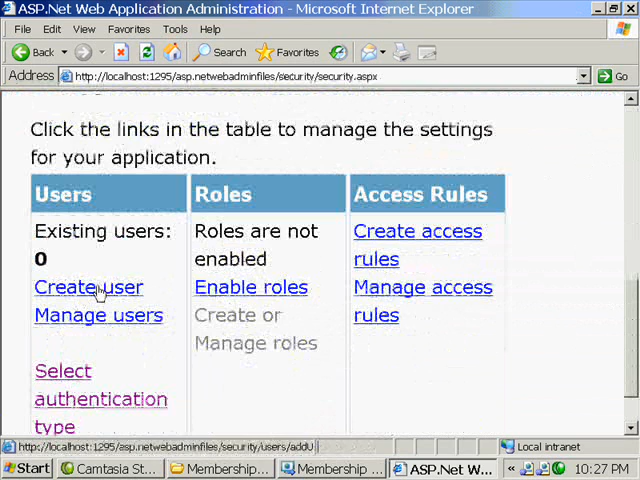 ASP.Net Web Application Administration - Microsoft Internet Explorer
File Edit View Favorites Tools Help
Back Search Favorites
Address http://localhost:1295/asp.netwebadminfiles/security/security.aspx Go
Click the links in the table to manage the settings
for your application.
Users Roles Access Rules
Existing users: Roles are not Create access
0 enabled rules
Create user Enable roles Manage access
Manage users Create or rules
Manage roles
Select
authentication
type
http://localhost:1295/asp.netwebadminfiles/security/users/addU Local intranet
Start Camtasia St... Membership... Membership ... ASP.Net W... « 10:27 PM